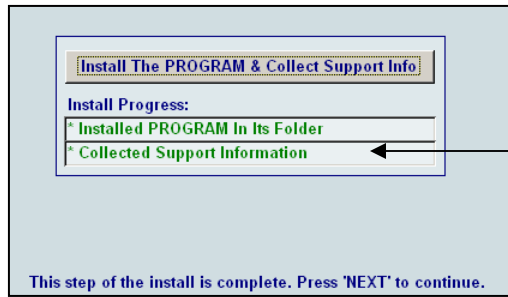 Install The PROGRAM & Collect Support Info
Install Progress:
* Installed PROGRAM In Its Folder
* Collected Support Information
This step of the install is complete. Press 'NEXT' to continue.